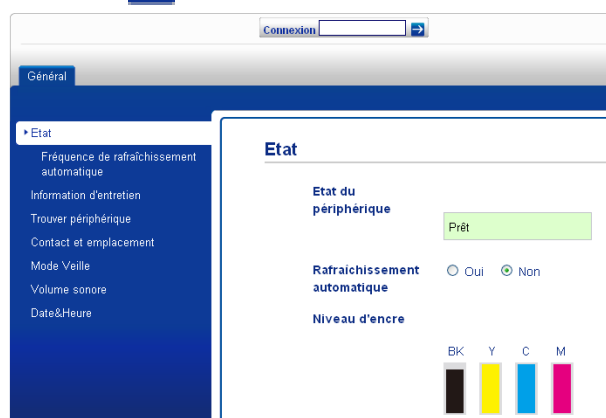 Connexion
Général
Etat
Fréquence de rafraîchissement
automatique
Information d'entretien
Trouver périphérique
Contact et emplacement
Mode Veille
Volume sonore
Date&Heure
Etat
Etat du
périphérique
Prêt
Rafraîchissement
automatique
Oui Non
Niveau d'encre
BK Y C M